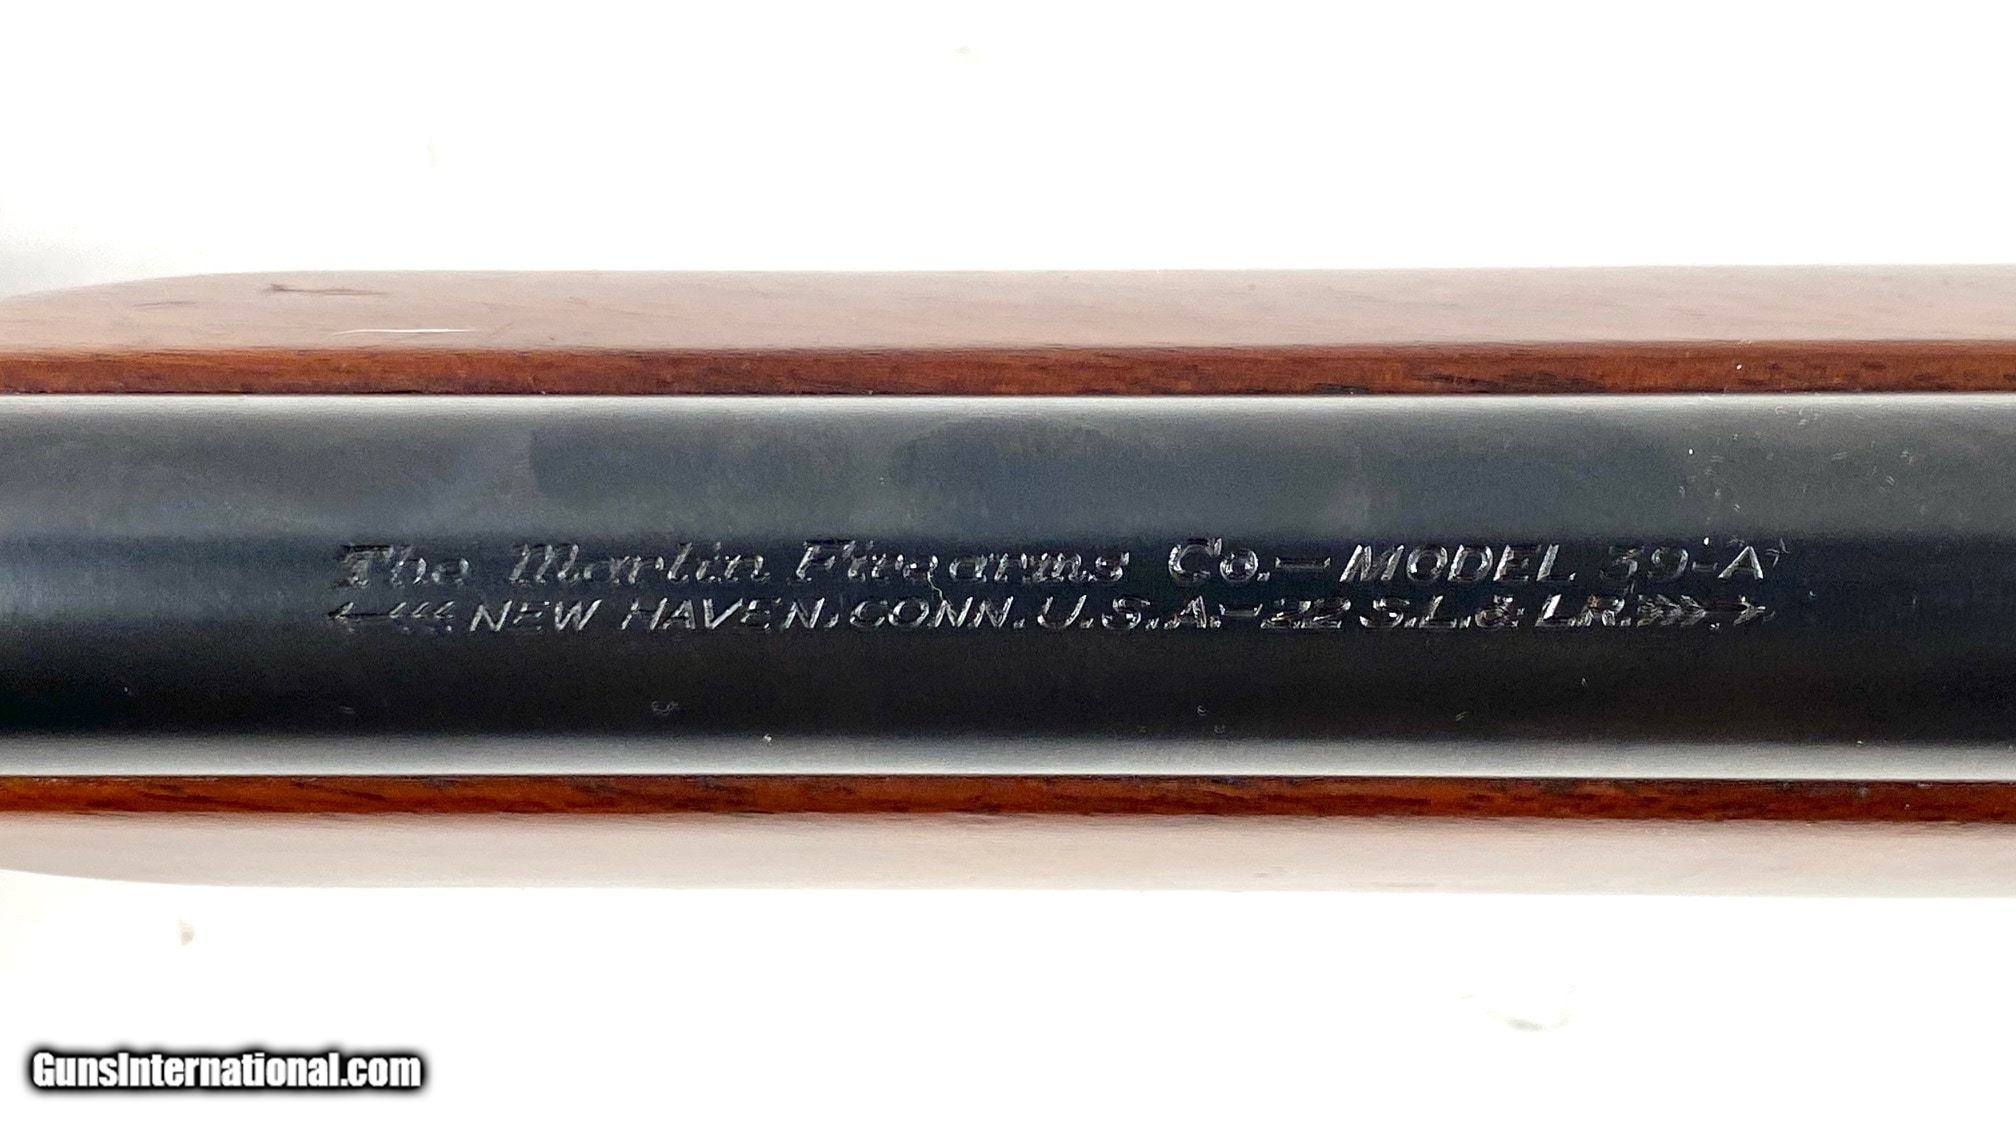 The Marlin Firearms Co.—MODEL 39-A
NEW HAVEN, CONN. U.S.A.—22 S.L.& L.R.
GunsInternational.com